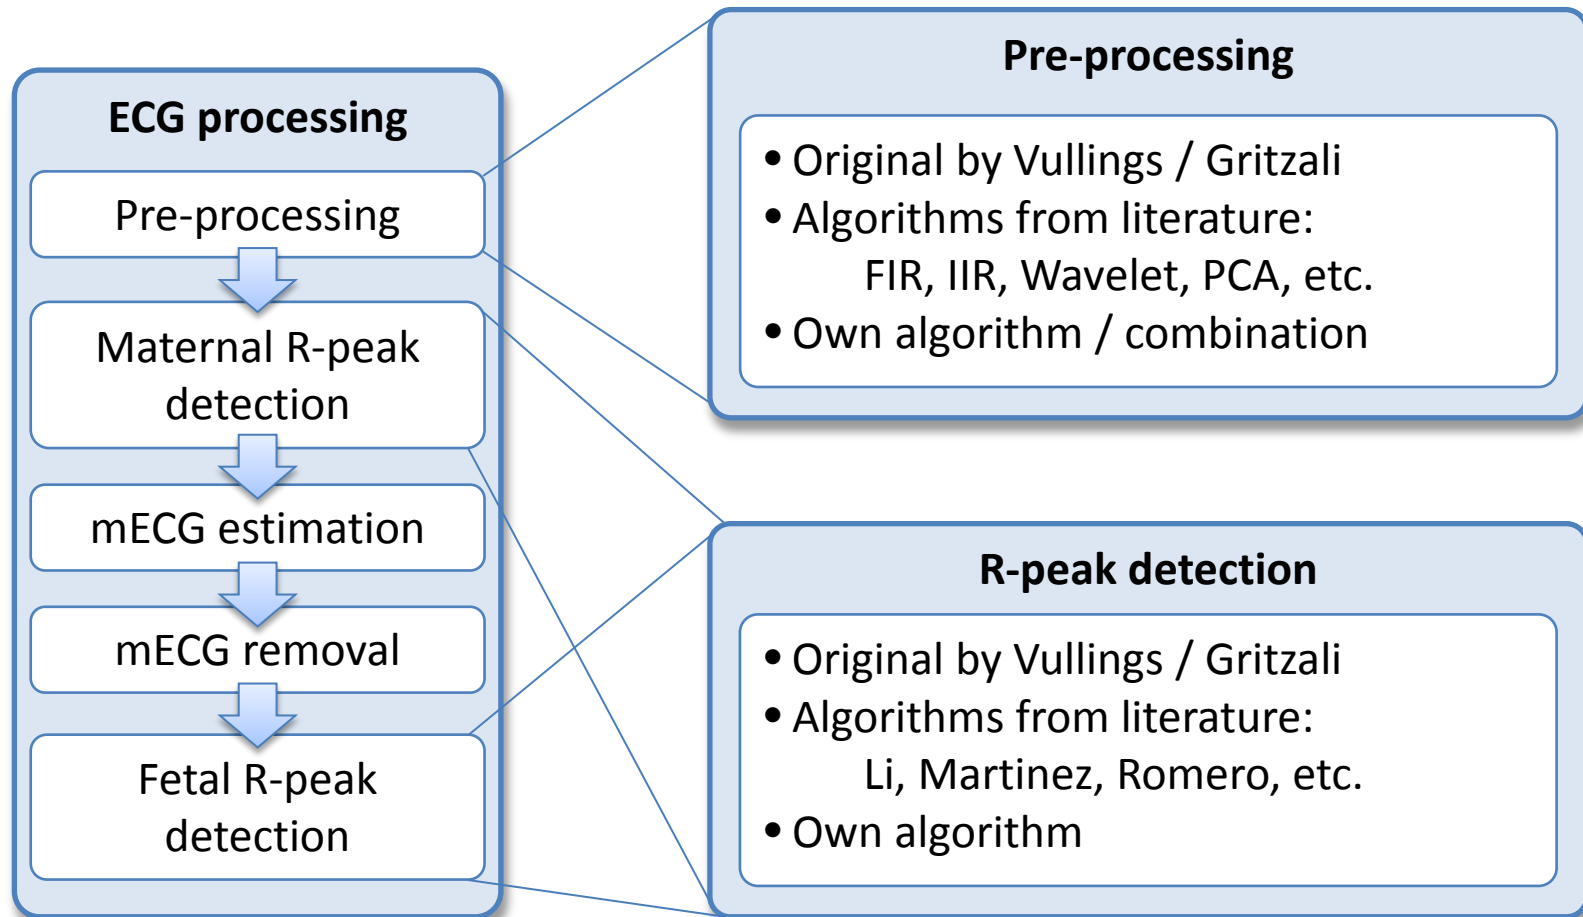 ECG processing
Pre-processing
Maternal R-peak
detection
mECG estimation
mECG removal
Fetal R-peak
detection
Pre-processing
• Original by Vullings / Gritzali
• Algorithms from literature:
FIR, IIR, Wavelet, PCA, etc.
• Own algorithm / combination
R-peak detection
• Original by Vullings / Gritzali
• Algorithms from literature:
Li, Martinez, Romero, etc.
• Own algorithm